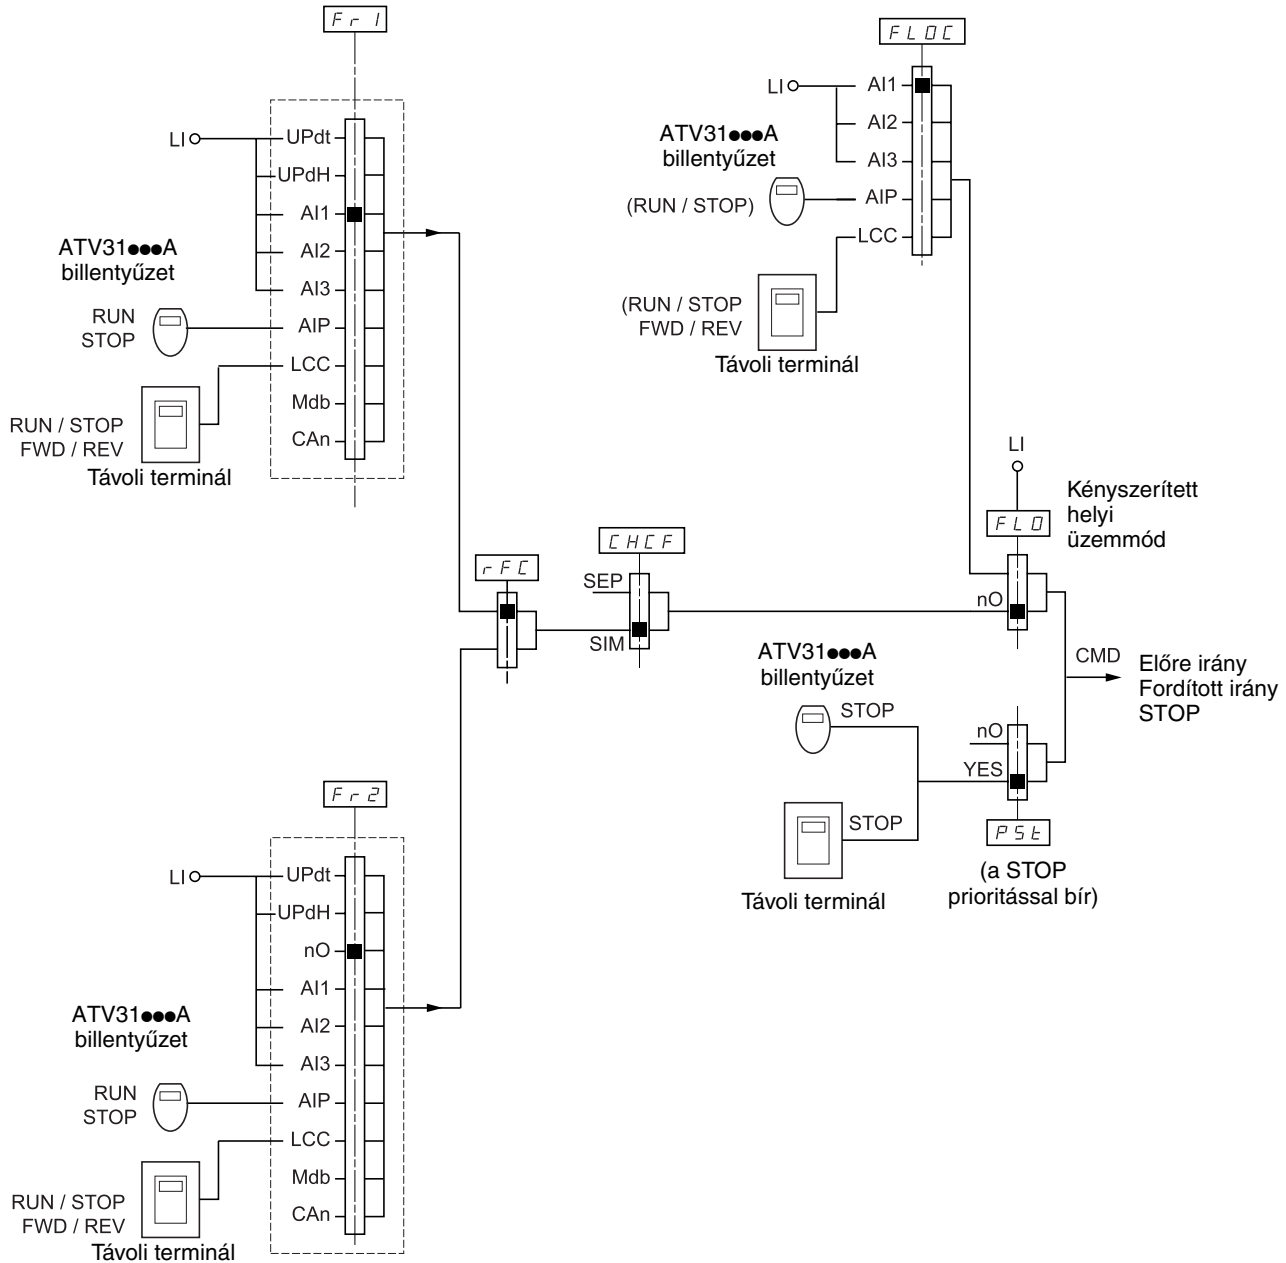 Fr1
LI
UPdt
UPdH
AI1
AI2
AI3
AIP
LCC
Mdb
CAn
ATV31●●●A
billentyűzet
RUN
STOP
RUN / STOP
FWD / REV
Távoli terminál
FLOC
LI
AI1
AI2
AI3
AIP
LCC
ATV31●●●A
billentyűzet
(RUN / STOP)
(RUN / STOP
FWD / REV)
Távoli terminál
LI
FLO
Kényszerített
helyi
üzemmód
nO
rFC
CHCF
SEP
SIM
ATV31●●●A
billentyűzet
STOP
STOP
Távoli terminál
nO
YES
PSt
(a STOP
prioritással bír)
CMD
Előre irány
Fordított irány
STOP
Fr2
LI
UPdt
UPdH
nO
AI1
AI2
AI3
AIP
LCC
Mdb
CAn
ATV31●●●A
billentyűzet
RUN
STOP
RUN / STOP
FWD / REV
Távoli terminál